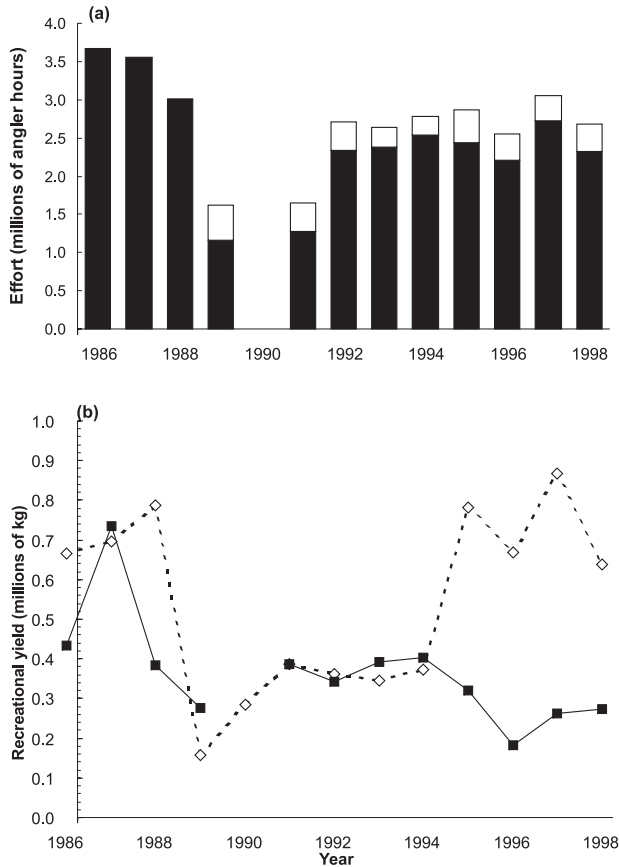 (a)
Effort (millions of angler hours)
4.0
3.5
3.0
2.5
2.0
1.5
1.0
0.5
0.0
1986 1988 1990 1992 1994 1996 1998
(b)
Recreational yield (millions of kg)
1.0
0.9
0.8
0.7
0.6
0.5
0.4
0.3
0.2
0.1
0.0
1986 1988 1990 1992 1994 1996 1998
Year